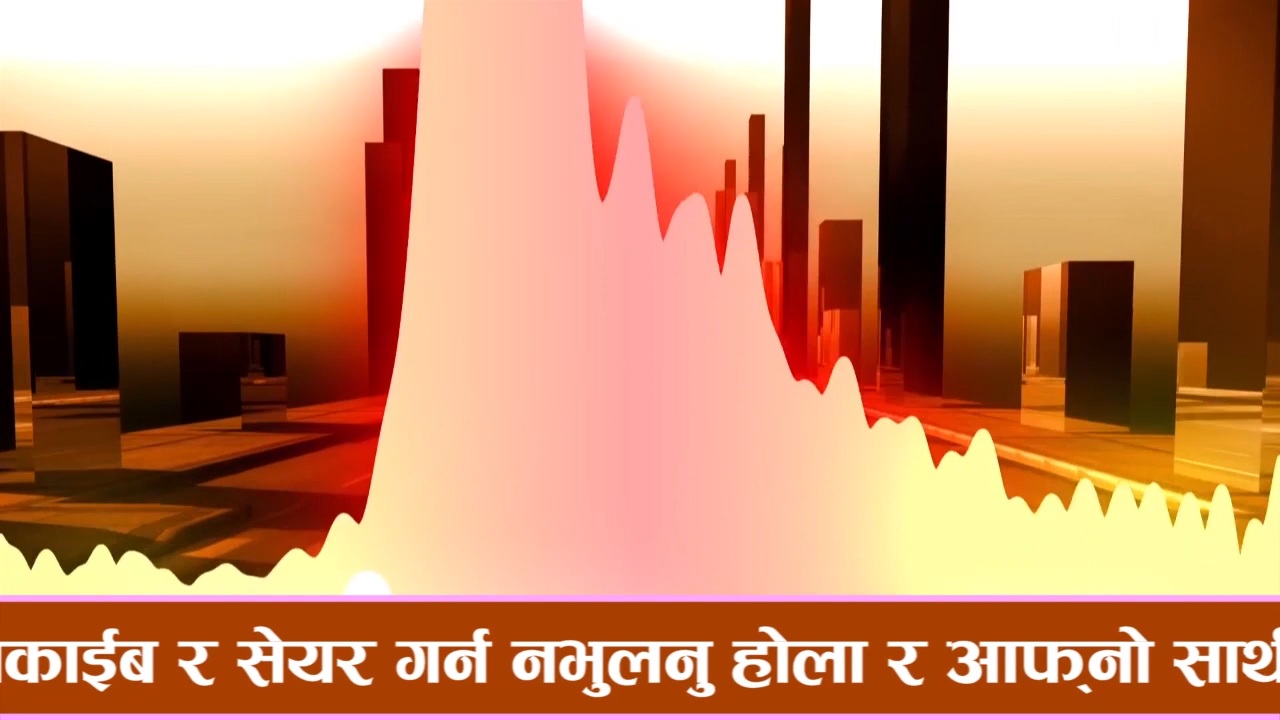 काईब र सेयर गर्न नभुलनु होला र आफ्‌नो साथ